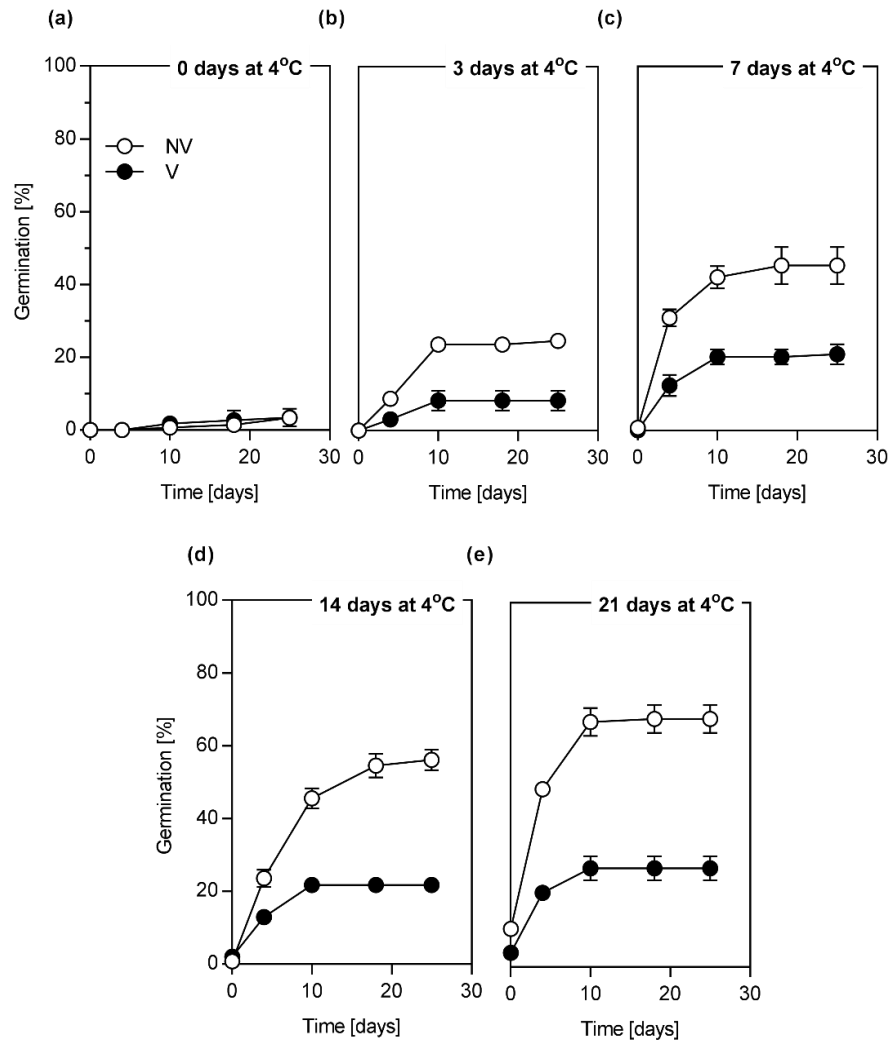 (a)
(b)
(c)
0 days at 4°C
3 days at 4°C
7 days at 4°C
100
80
60
40
20
0
Germination [%]
NV
V
0 10 20 30
0 10 20 30
0 10 20 30
Time [days]
Time [days]
Time [days]
(d)
(e)
14 days at 4°C
21 days at 4°C
100
80
60
40
20
0
Germination [%]
0 10 20 30
0 10 20 30
Time [days]
Time [days]